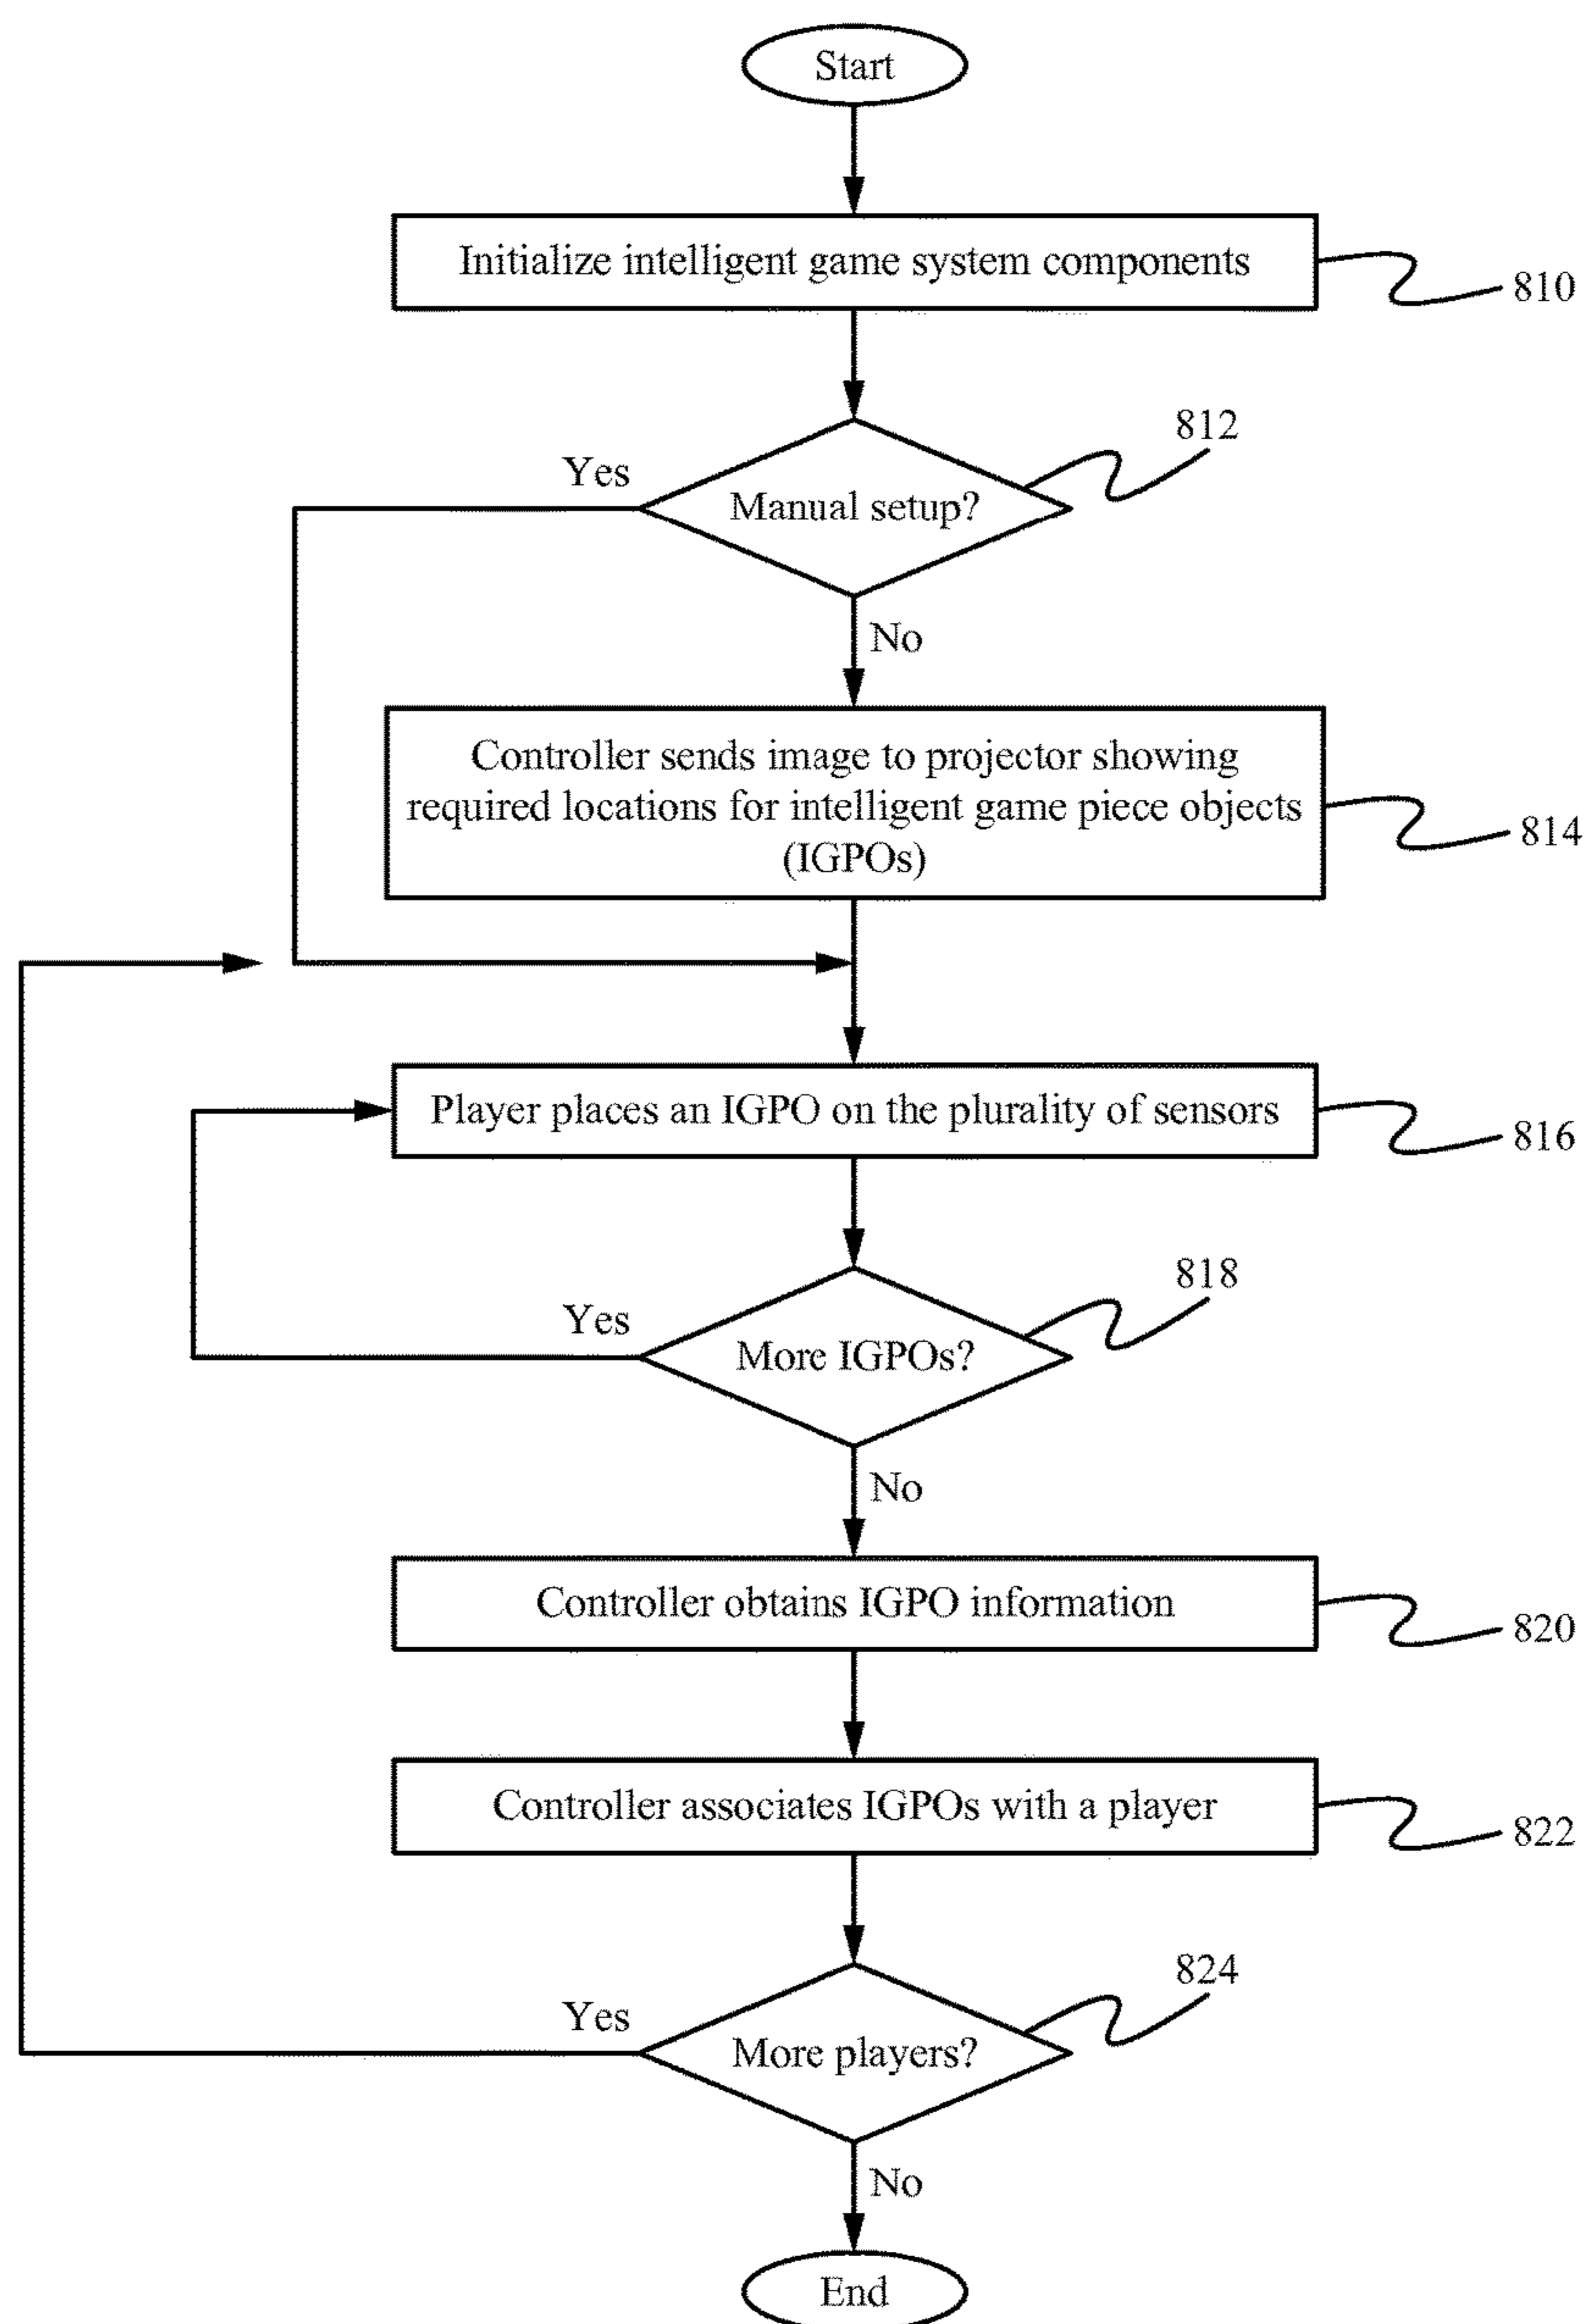 Start
Initialize intelligent game system components
810
812
Yes
Manual setup?
No
Controller sends image to projector showing
required locations for intelligent game piece objects
(IGPOs)
814
Player places an IGPO on the plurality of sensors
816
818
Yes
More IGPOs?
No
Controller obtains IGPO information
820
Controller associates IGPOs with a player
822
824
Yes
More players?
No
End